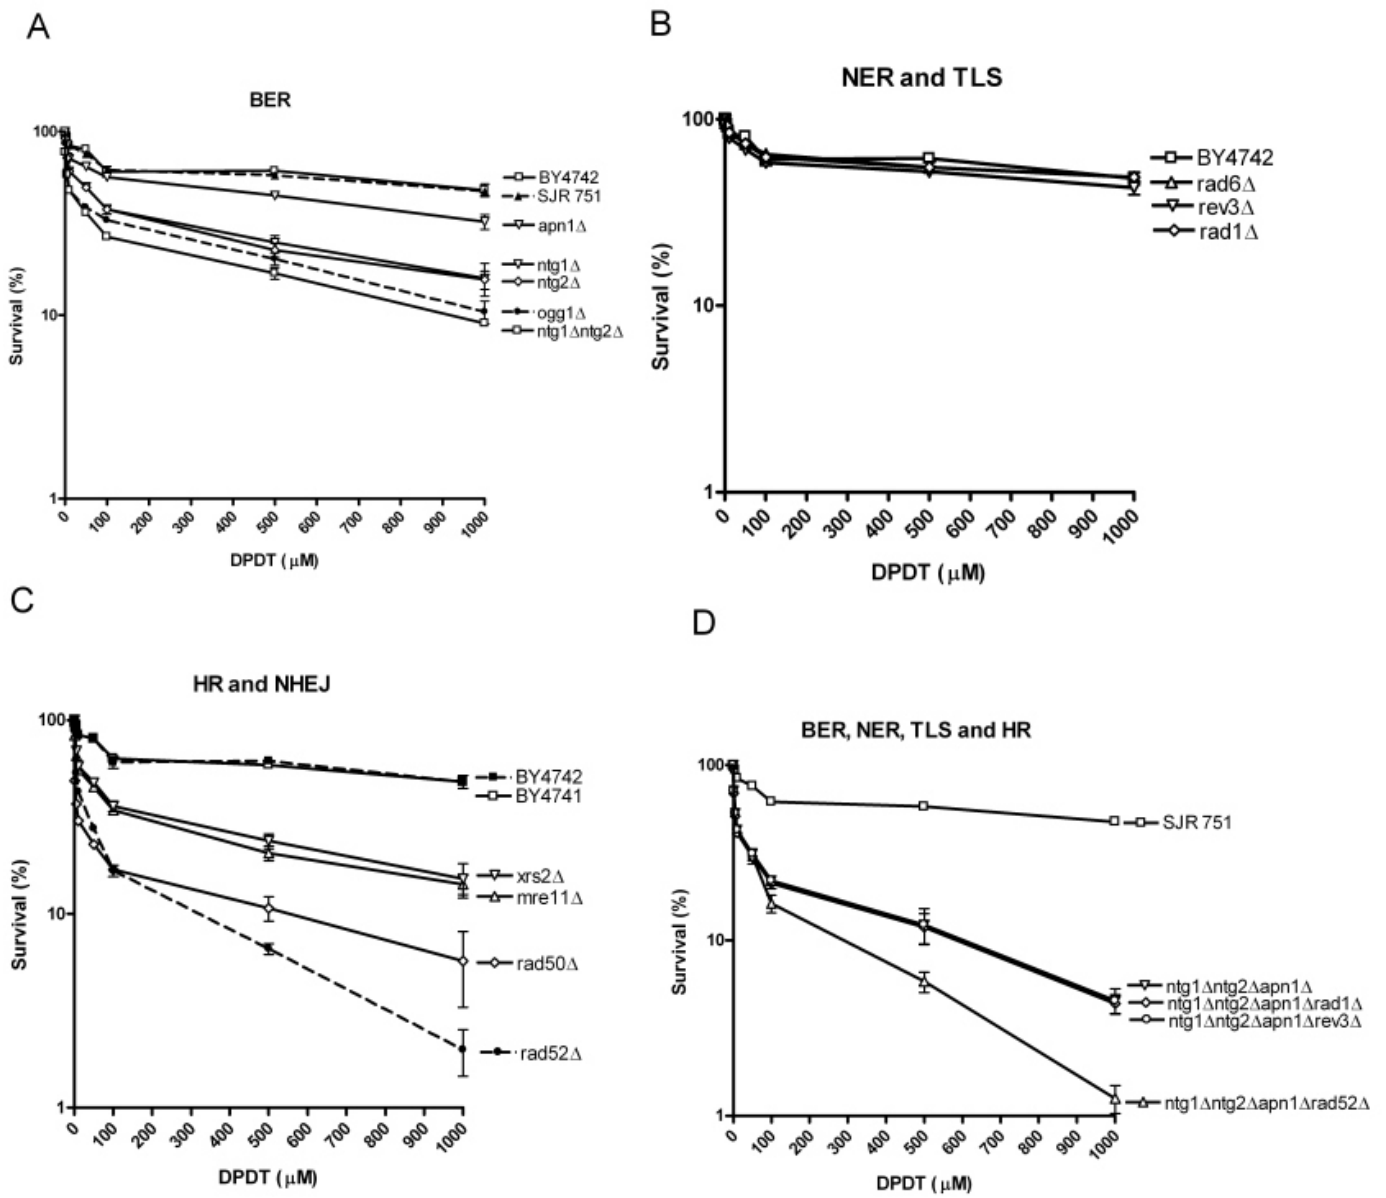 A
BER
Survival (%)
100
10
1
0 100 200 300 400 500 600 700 800 900 1000
DPDT ( μM)
BY4742
SJR 751
apn1Δ
ntg1Δ
ntg2Δ
ogg1Δ
ntg1Δntg2Δ
B
NER and TLS
Survival (%)
100
10
1
0 100 200 300 400 500 600 700 800 900 1000
DPDT ( μM)
BY4742
rad6Δ
rev3Δ
rad1Δ
C
HR and NHEJ
Survival (%)
100
10
1
0 100 200 300 400 500 600 700 800 900 1000
DPDT ( μM)
BY4742
BY4741
xrs2Δ
mre11Δ
rad50Δ
rad52Δ
D
BER, NER, TLS and HR
Survival (%)
100
10
1
0 100 200 300 400 500 600 700 800 900 1000
DPDT ( μM)
SJR 751
ntg1Δntg2Δapn1Δ
ntg1Δntg2Δapn1Δrad1Δ
ntg1Δntg2Δapn1Δrev3Δ
ntg1Δntg2Δapn1Δrad52Δ